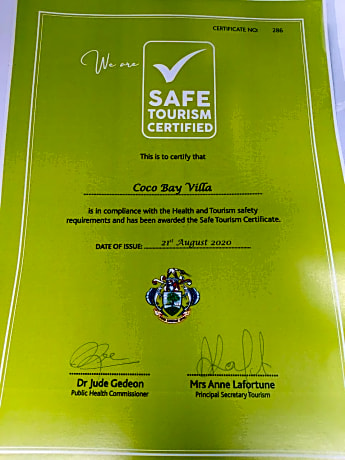 CERTIFICATE NO: 286
We are
SAFE
TOURISM
CERTIFIED
This is to certify that
Coco Bay Villa
is in compliance with the Health and Tourism safety
requirements and has been awarded the Safe Tourism Certificate.
DATE OF ISSUE: 21st August 2020
Dr Jude Gedeon
Public Health Commissioner
Mrs Anne Lafortune
Principal Secretary Tourism